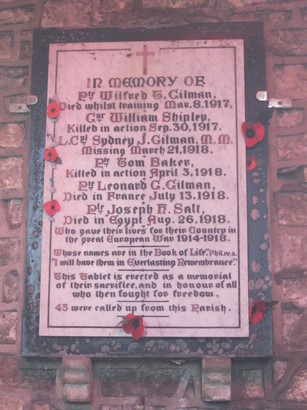 IN MEMORY OF
Pte Wilfred T. Gilman,
Died whilst training Mar. 8, 1917,
Gnr William Shipley,
Killed in action Sep. 30, 1917.
L.Cpl Sydney J. Gilman, M.M.
Missing March 21, 1918.
Pte Tom Baker,
Killed in action April 3, 1918.
Pte Leonard G. Gilman,
Died in France July 13, 1918.
Pte Joseph H. Salt,
Died in Egypt Aug. 26, 1918.
Who gave their lives for their Country in
the great European War 1914-1918.
Whose names are in the Book of Life, Phil. iv. 3.
"I will have them in Everlasting Remembrance."
This Tablet is erected as a memorial
of their sacrifice, and in honour of all
who then fought for freedom.
45 were called up from this Parish.